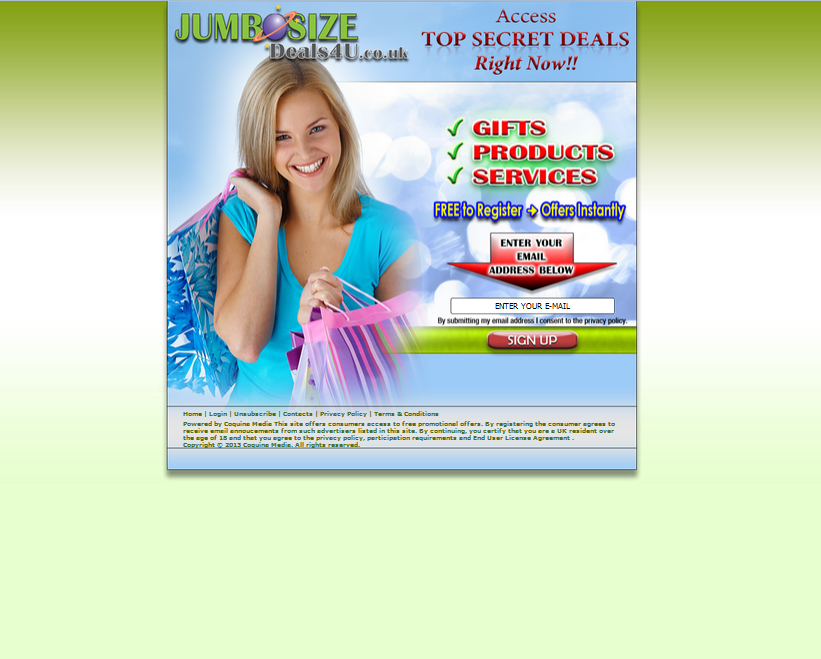 JUMBOSIZE
Deals4U.co.uk
Access
TOP SECRET DEALS
Right Now!!
GIFTS
PRODUCTS
SERVICES
FREE to Register → Offers Instantly
ENTER YOUR
EMAIL
ADDRESS BELOW
ENTER YOUR E-MAIL
By submitting my email address I consent to the privacy policy.
SIGN UP
Home | Login | Unsubscribe | Contacts | Privacy Policy | Terms & Conditions
Powered by Coquine Media This site offers consumers access to free promotional offers. By registering the consumer agrees to
receive email annoucements from such advertisers listed in this site. By continuing, you certify that you are a UK resident over
the age of 18 and that you agree to the privacy policy, participation requirements and End User License Agreement .
Copyright © 2013 Coquine Media. All rights reserved.